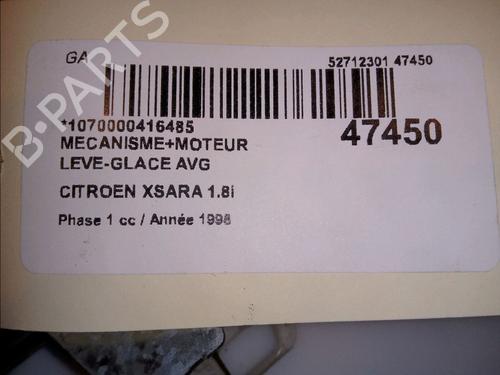 GA 52712301 47450
*1070000416485 47450
MECANISME+MOTEUR
LEVE-GLACE AVG
CITROEN XSARA 1.8i
Phase 1 cc / Année 1998
B-PARTS